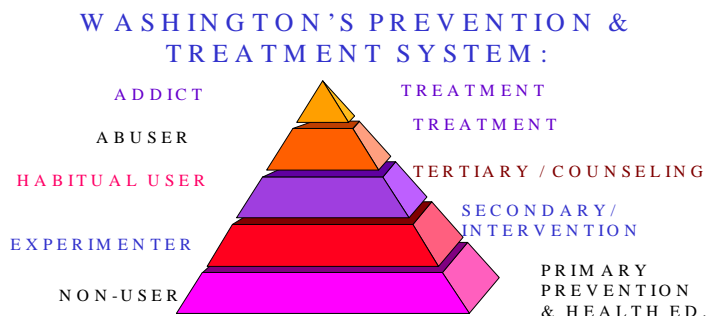 WASHINGTON'S PREVENTION &
TREATMENT SYSTEM:
ADDICT
TREATMENT
TREATMENT
ABUSER
TERTIARY / COUNSELING
HABITUAL USER
SECONDARY/
INTERVENTION
EXPERIMENTER
PRIMARY
PREVENTION
& HEALTH ED.
NON-USER